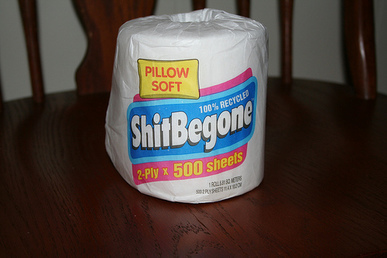 PILLOW
SOFT
100% RECYCLED
ShitBegone
2-Ply x 500 sheets